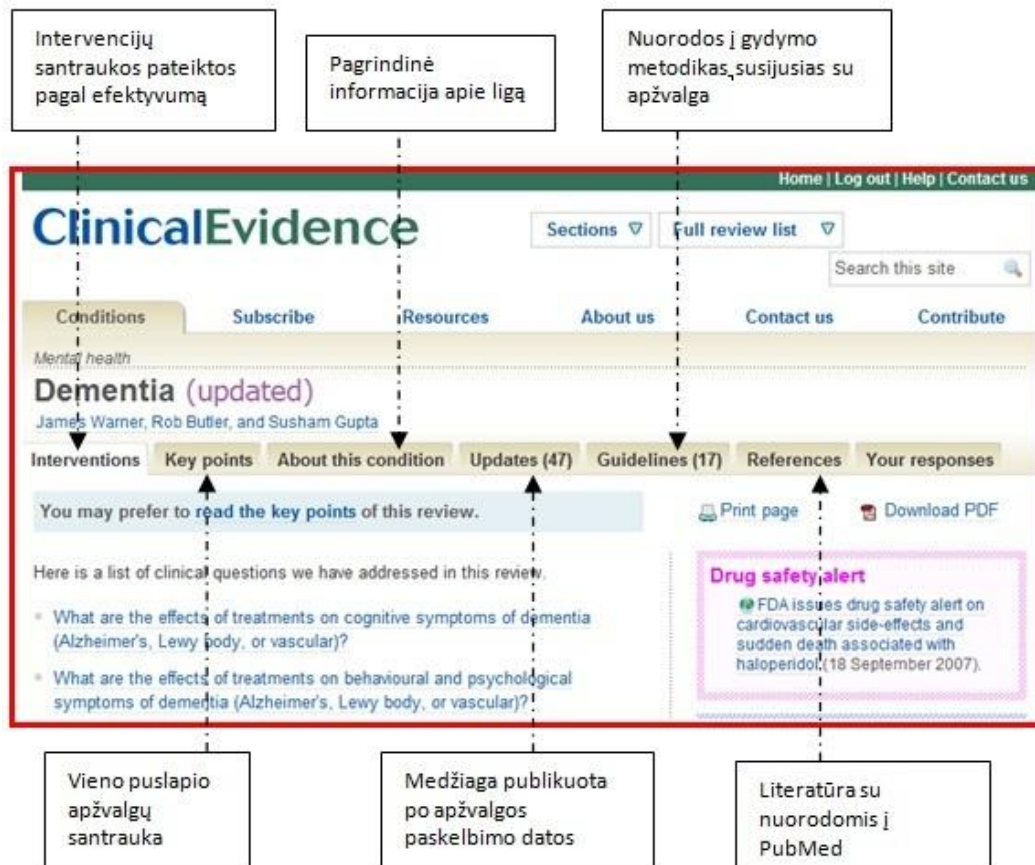 Intervencijų
santraukos pateiktos
pagal efektyvumą
Pagrindinė
informacija apie ligą
Nuorodos į gydymo
metodikas susijusias su
apžvalga
Home | Log out | Help | Contact us
ClinicalEvidence
Sections
Full review list
Search this site
Conditions
Subscribe
Resources
About us
Contact us
Contribute
Mental health
Dementia (updated)
James Warner, Rob Butler, and Susham Gupta
Interventions
Key points
About this condition
Updates (47)
Guidelines (17)
References
Your responses
You may prefer to read the key points of this review.
Print page
Download PDF
Here is a list of clinical questions we have addressed in this review.
What are the effects of treatments on cognitive symptoms of dementia
(Alzheimer's, Lewy body, or vascular)?
What are the effects of treatments on behavioural and psychological
symptoms of dementia (Alzheimer's, Lewy body, or vascular)?
Drug safety alert
FDA issues drug safety alert on
cardiovascular side-effects and
sudden death associated with
haloperidol (18 September 2007).
Vieno puslapio
apžvalgų
santrauka
Medžiaga publikuota
po apžvalgos
paskelbimo datos
Literatūra su
nuorodomis į
PubMed